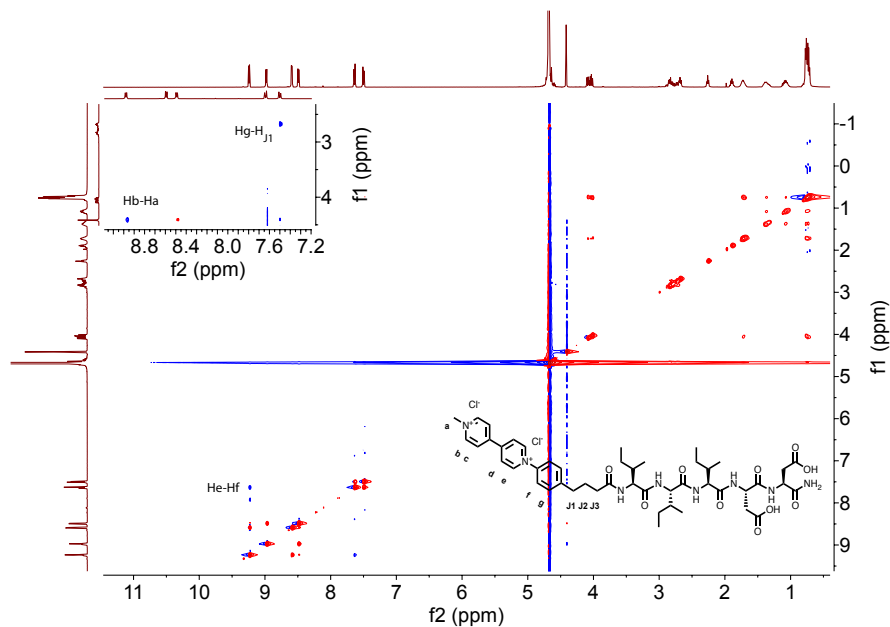 -1
0
1
2
3
4
5
6
7
8
9
f1 (ppm)
11
10
9
8
7
6
5
4
3
2
1
f2 (ppm)
Hg-HJ1
Hb-Ha
3
4
f1 (ppm)
8.8
8.4
8.0
7.6
7.2
f2 (ppm)
He-Hf
Cl-
Cl-
a
N+
b
c
d
e
N+
f
g
J1 J2 J3
O
N
H
O
H
N
O
N
H
O
H
N
O
OH
O
N
H
O
OH
O
NH2
O